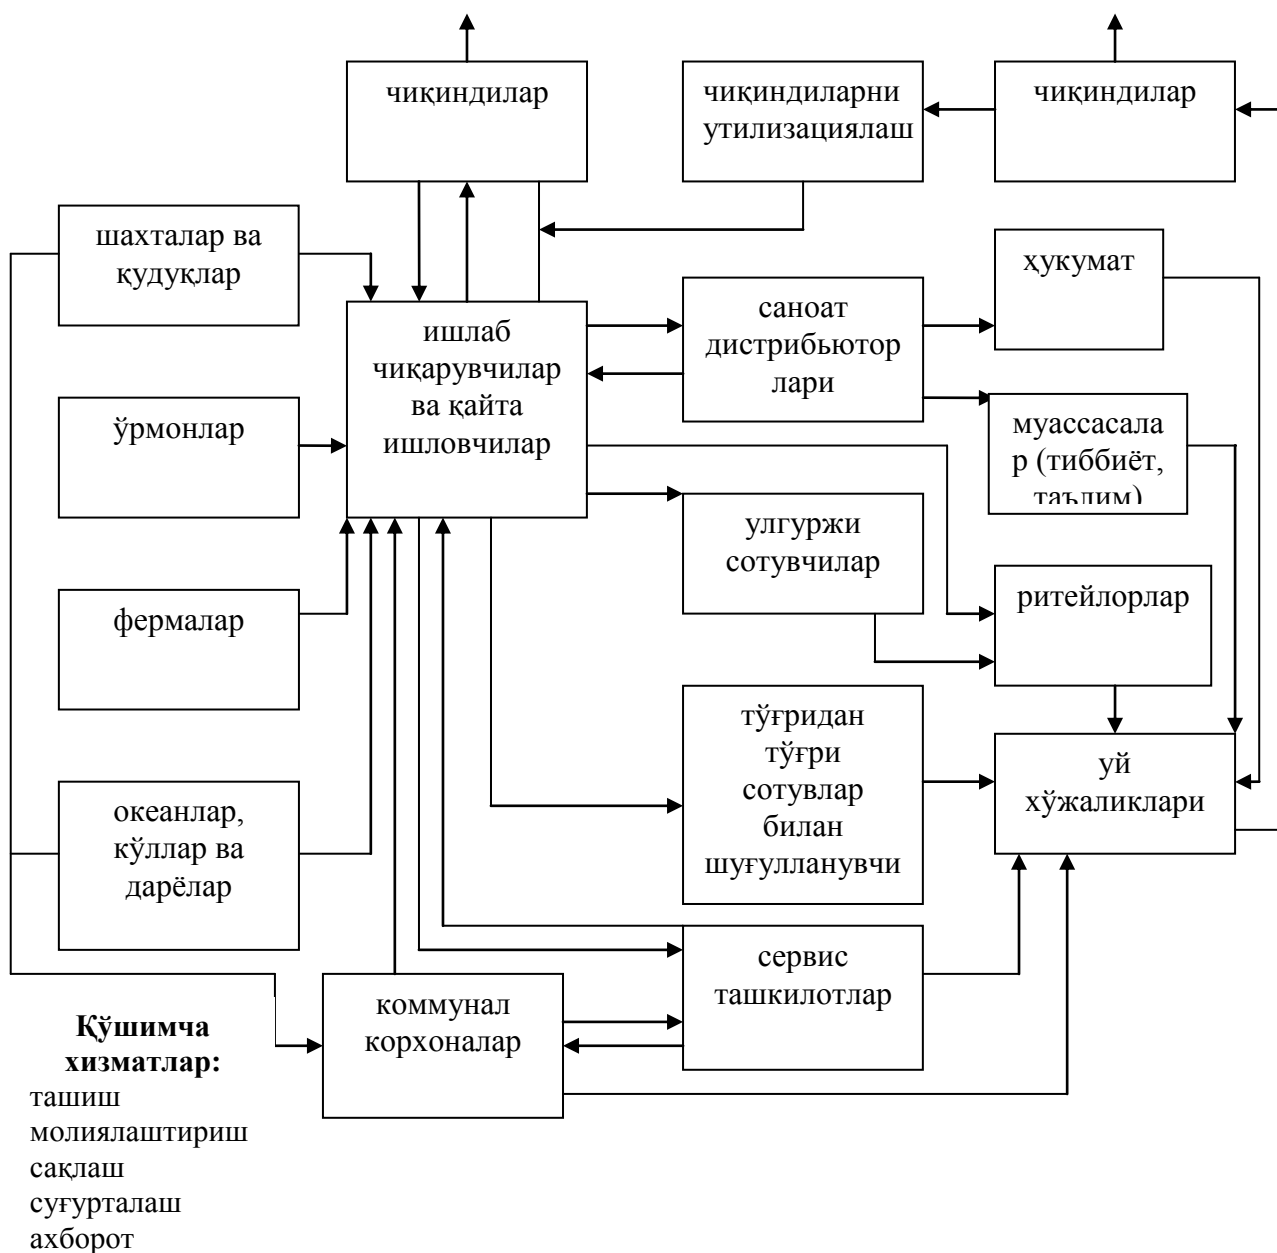 чиқиндилар
чиқиндиларни
утилизациялаш
чиқиндилар
шахталар ва
қудуқлар
ҳукумат
ишлаб
чиқарувчилар
ва қайта
ишловчилар
саноат
дистрибьютор
лари
ўрмонлар
муассасала
р (тиббиёт,
таълим)
улгуржи
сотувчилар
фермалар
ритейлорлар
тўғридан
тўғри
сотувлар
билан
шуғулланувчи
уй
хўжаликлари
океанлар,
кўллар ва
дарёлар
сервис
ташкилотлар
коммунал
корхоналар
Қўшимча
хизматлар:
ташиш
молиялаштириш
сақлаш
суғурталаш
ахборот